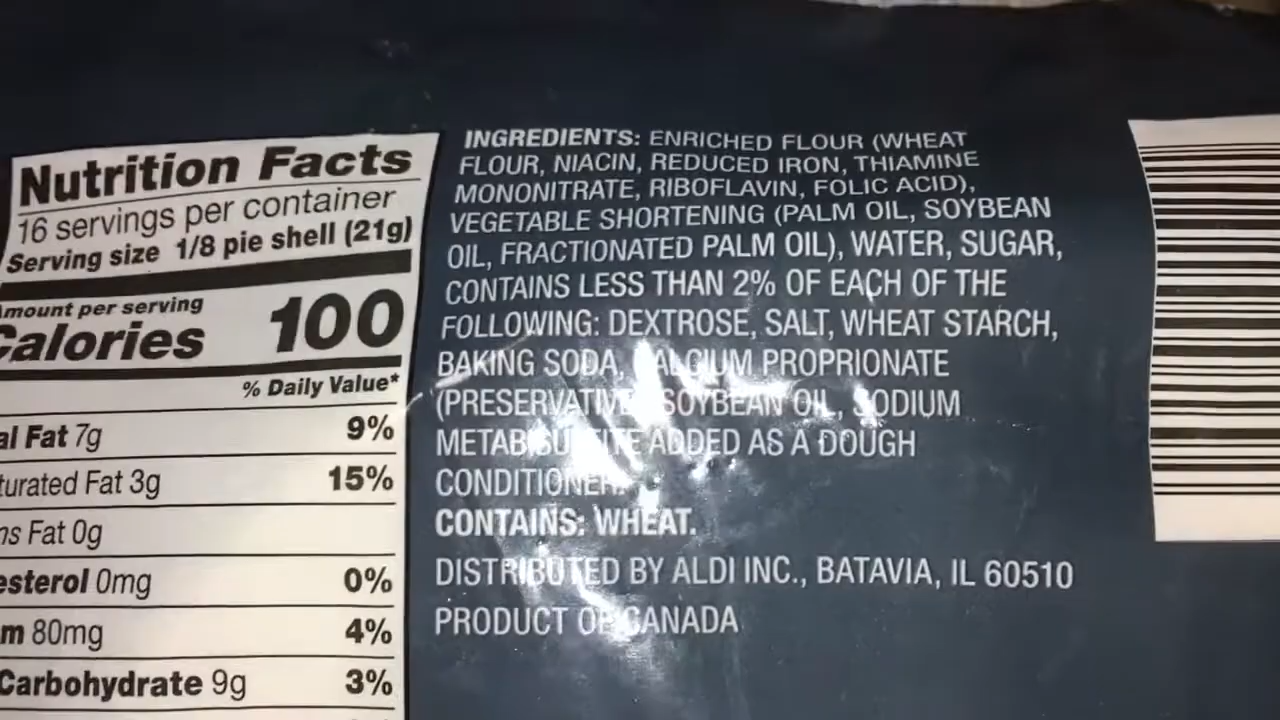 Nutrition Facts
16 servings per container
Serving size 1/8 pie shell (21g)
Amount per serving
Calories 100
% Daily Value*
al Fat 7g 9%
turated Fat 3g 15%
ns Fat 0g
esterol 0mg 0%
m 80mg 4%
Carbohydrate 9g 3%
INGREDIENTS: ENRICHED FLOUR (WHEAT
FLOUR, NIACIN, REDUCED IRON, THIAMINE
MONONITRATE, RIBOFLAVIN, FOLIC ACID),
VEGETABLE SHORTENING (PALM OIL, SOYBEAN
OIL, FRACTIONATED PALM OIL), WATER, SUGAR,
CONTAINS LESS THAN 2% OF EACH OF THE
FOLLOWING: DEXTROSE, SALT, WHEAT STARCH,
BAKING SODA, CALCIUM PROPRIONATE
(PRESERVATIVE SOYBEAN OIL, SODIUM
METABISULFITE ADDED AS A DOUGH
CONDITIONER
CONTAINS: WHEAT.
DISTRIBUTED BY ALDI INC., BATAVIA, IL 60510
PRODUCT OF CANADA